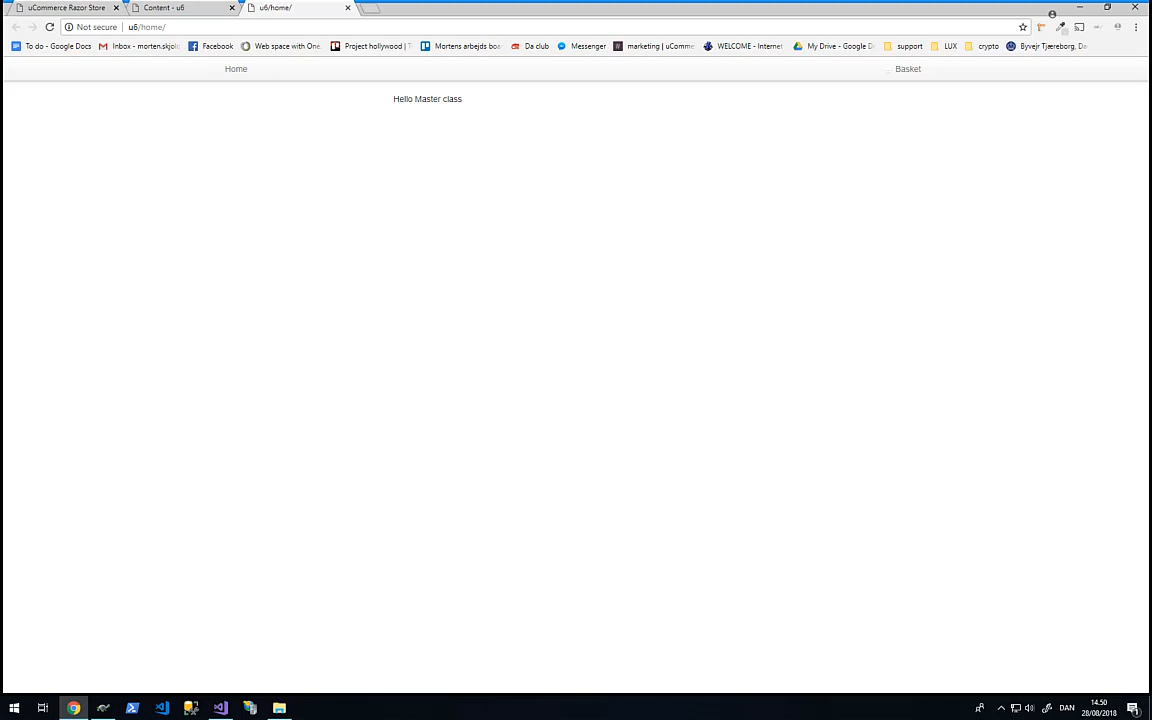 uCommerce Razor Store
Content - u6
u6/home/
Not secure
u6/home/
To do - Google Docs
Inbox - morten.skjol
Facebook
Web space with One
Project hollywood | T
Mortens arbejds boa
Da club
Messenger
marketing | uComme
WELCOME - Internet
My Drive - Google D
support
LUX
crypto
Byvejr Tjæreborg, Da
Home
Basket
Hello Master class
DAN
14.50
28/08/2018